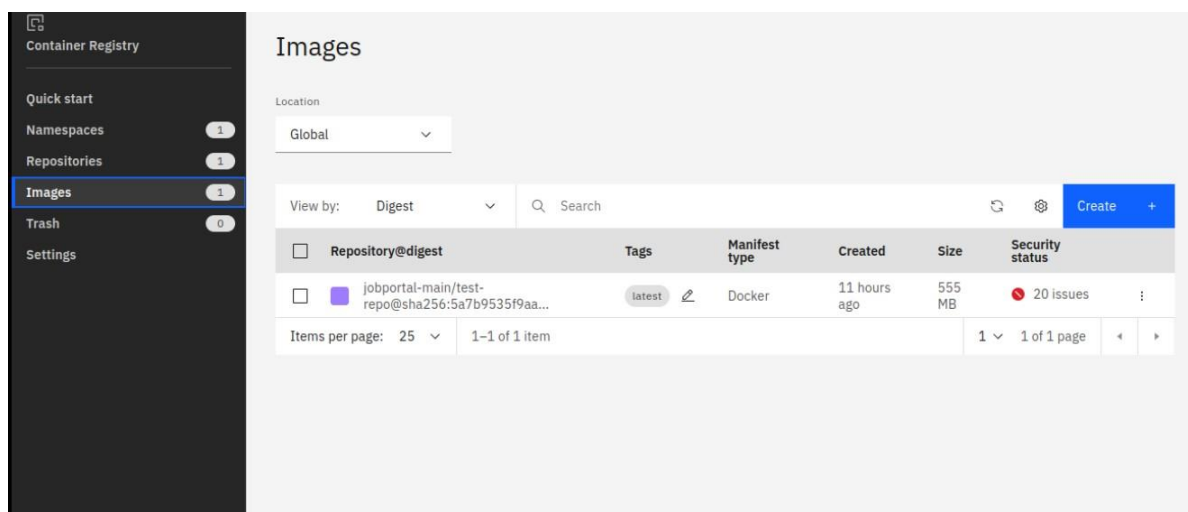 Container Registry
Quick start
Namespaces 1
Repositories 1
Images 1
Trash 0
Settings
Images
Location
Global
View by: Digest Search Create +
Repository@digest Tags Manifest type Created Size Security status
jobportal-main/test-
repo@sha256:5a7b9535f9aa...
latest Docker 11 hours ago 555 MB 20 issues
Items per page: 25 1–1 of 1 item 1 1 of 1 page